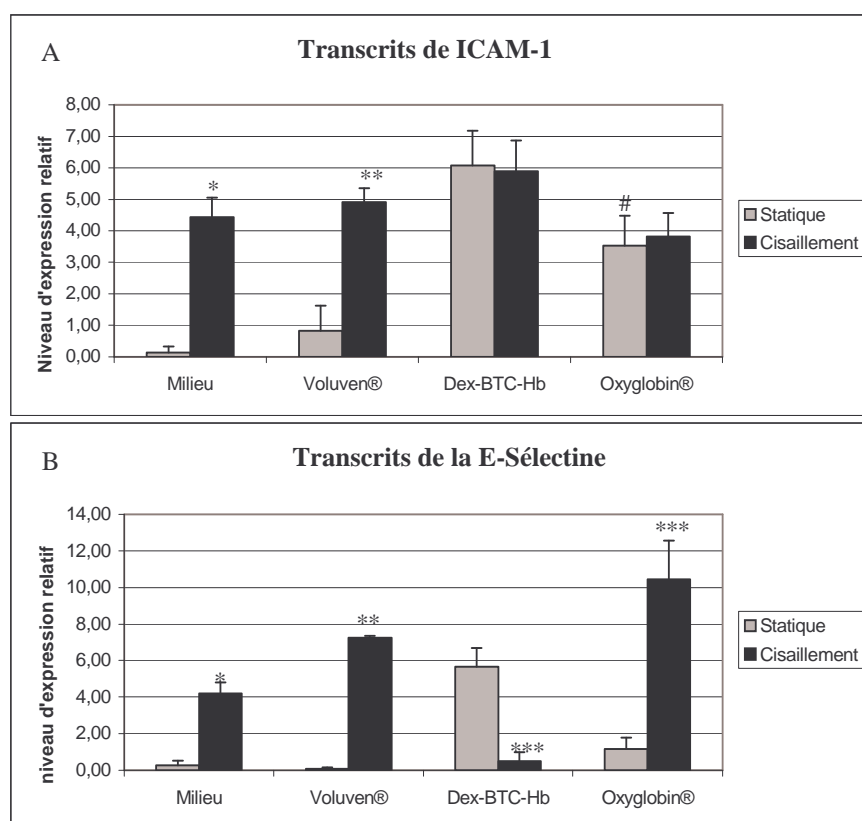 A
Transcrits de ICAM-1
Niveau d'expression relatif
8,00
7,00
6,00
5,00
4,00
3,00
2,00
1,00
0,00
*
**
#
Milieu
Voluven®
Dex-BTC-Hb
Oxyglobin®
Statique
Cisaillement
B
Transcrits de la E-Sélectine
niveau d'expression relatif
14,00
12,00
10,00
8,00
6,00
4,00
2,00
0,00
*
**
***
***
Milieu
Voluven®
Dex-BTC-Hb
Oxyglobin®
Statique
Cisaillement